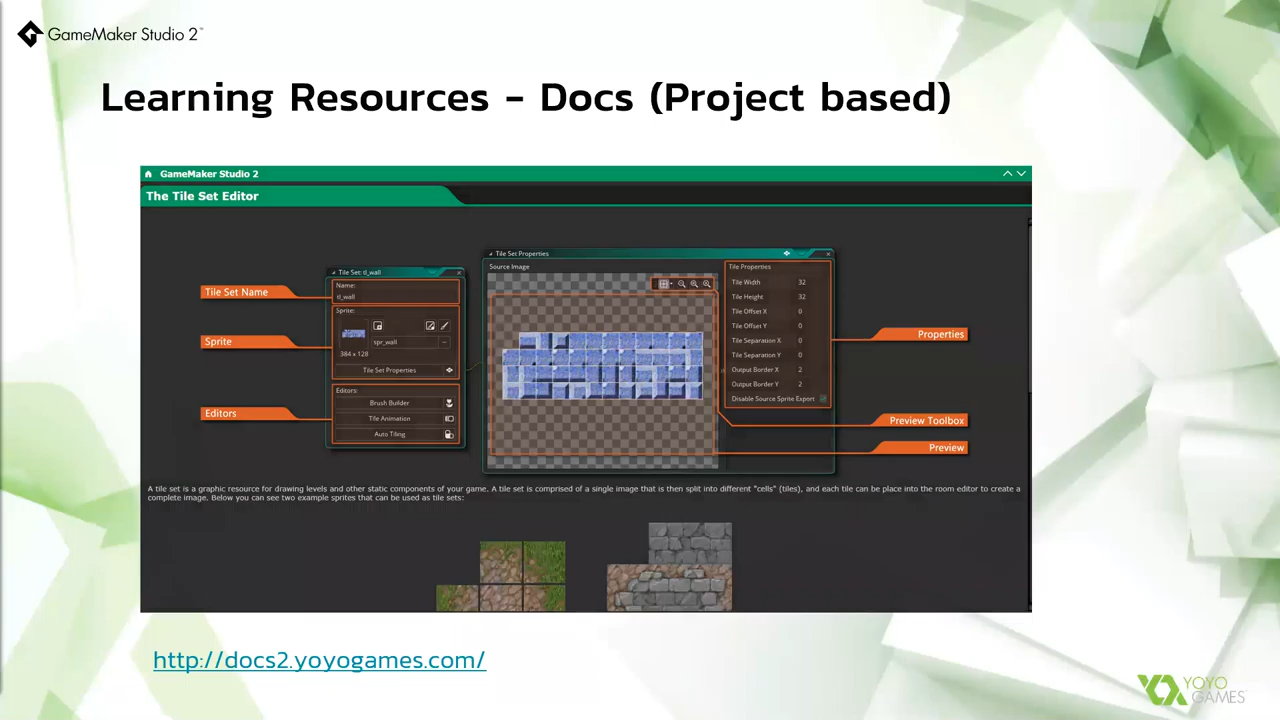 GameMaker Studio 2™
Learning Resources - Docs (Project based)
GameMaker Studio 2
The Tile Set Editor
Tile Set Name
Sprite
Editors
Tile Set: tl_wall
Name:
tl_wall
Sprite:
spr_wall
384 x 128
Tile Set Properties
Editors:
Brush Builder
Tile Animation
Auto Tiling
Tile Set Properties
Source Image
Tile Properties
Tile Width 32
Tile Height 32
Tile Offset X 0
Tile Offset Y 0
Tile Separation X 0
Tile Separation Y 0
Output Border X 2
Output Border Y 2
Disable Source Sprite Export
Properties
Preview Toolbox
Preview
A tile set is a graphic resource for drawing levels and other static components of your game. A tile set is comprised of a single image that is then split into different "cells" (tiles), and each tile can be place into the room editor to create a
complete image. Below you can see two example sprites that can be used as tile sets:
http://docs2.yoyogames.com/
YOYO
GAMES